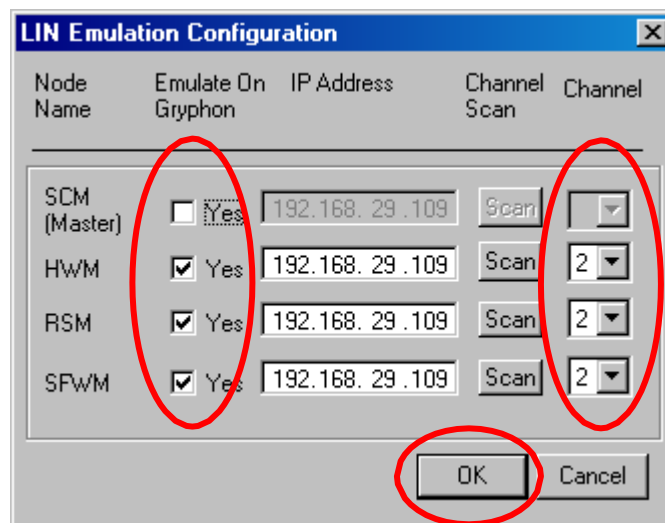 LIN Emulation Configuration
Node Name Emulate On Gryphon IP Address Channel Scan Channel
SCM (Master) Yes 192.168. 29 .109 Scan
HWM Yes 192.168. 29 .109 Scan 2
RSM Yes 192.168. 29 .109 Scan 2
SFWM Yes 192.168. 29 .109 Scan 2
OK Cancel